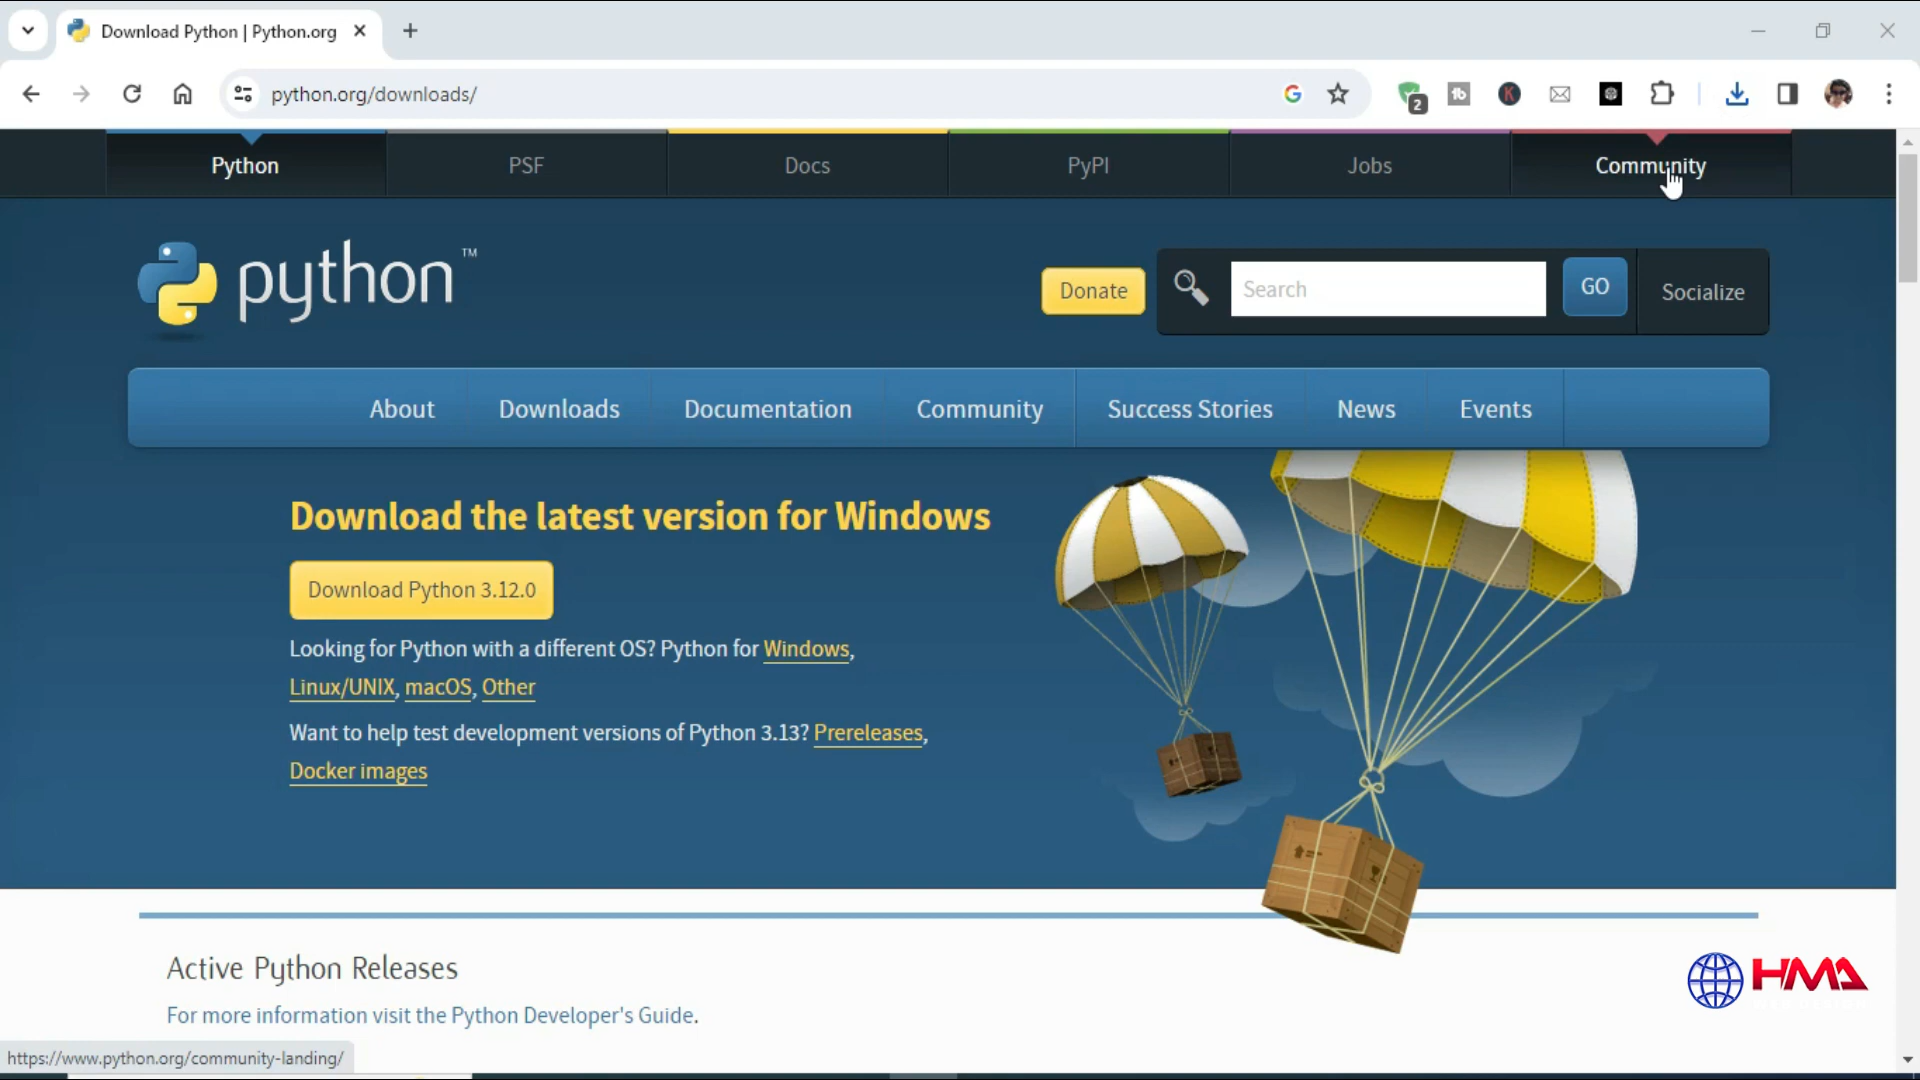 Download Python | Python.org
python.org/downloads/
2
Python PSF Docs PyPI Jobs Community
python ™
Donate
Search
GO
Socialize
About Downloads Documentation Community Success Stories News Events
Download the latest version for Windows
Download Python 3.12.0
Looking for Python with a different OS? Python for Windows,
Linux/UNIX, macOS, Other
Want to help test development versions of Python 3.13? Prereleases,
Docker images
Active Python Releases
For more information visit the Python Developer's Guide.
HMA
https://www.python.org/community-landing/